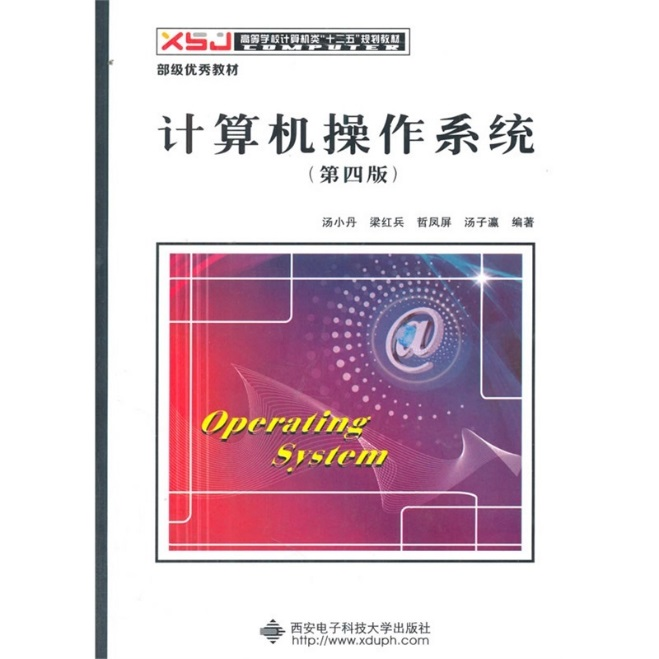 XSJ 高等学校计算机类“十二五”规划教材
COMPUTER
部级优秀教材
计算机操作系统
（第四版）
汤小丹 梁红兵 哲凤屏 汤子瀛 编著
@
Operating
System
西安电子科技大学出版社
http://www.xduph.com